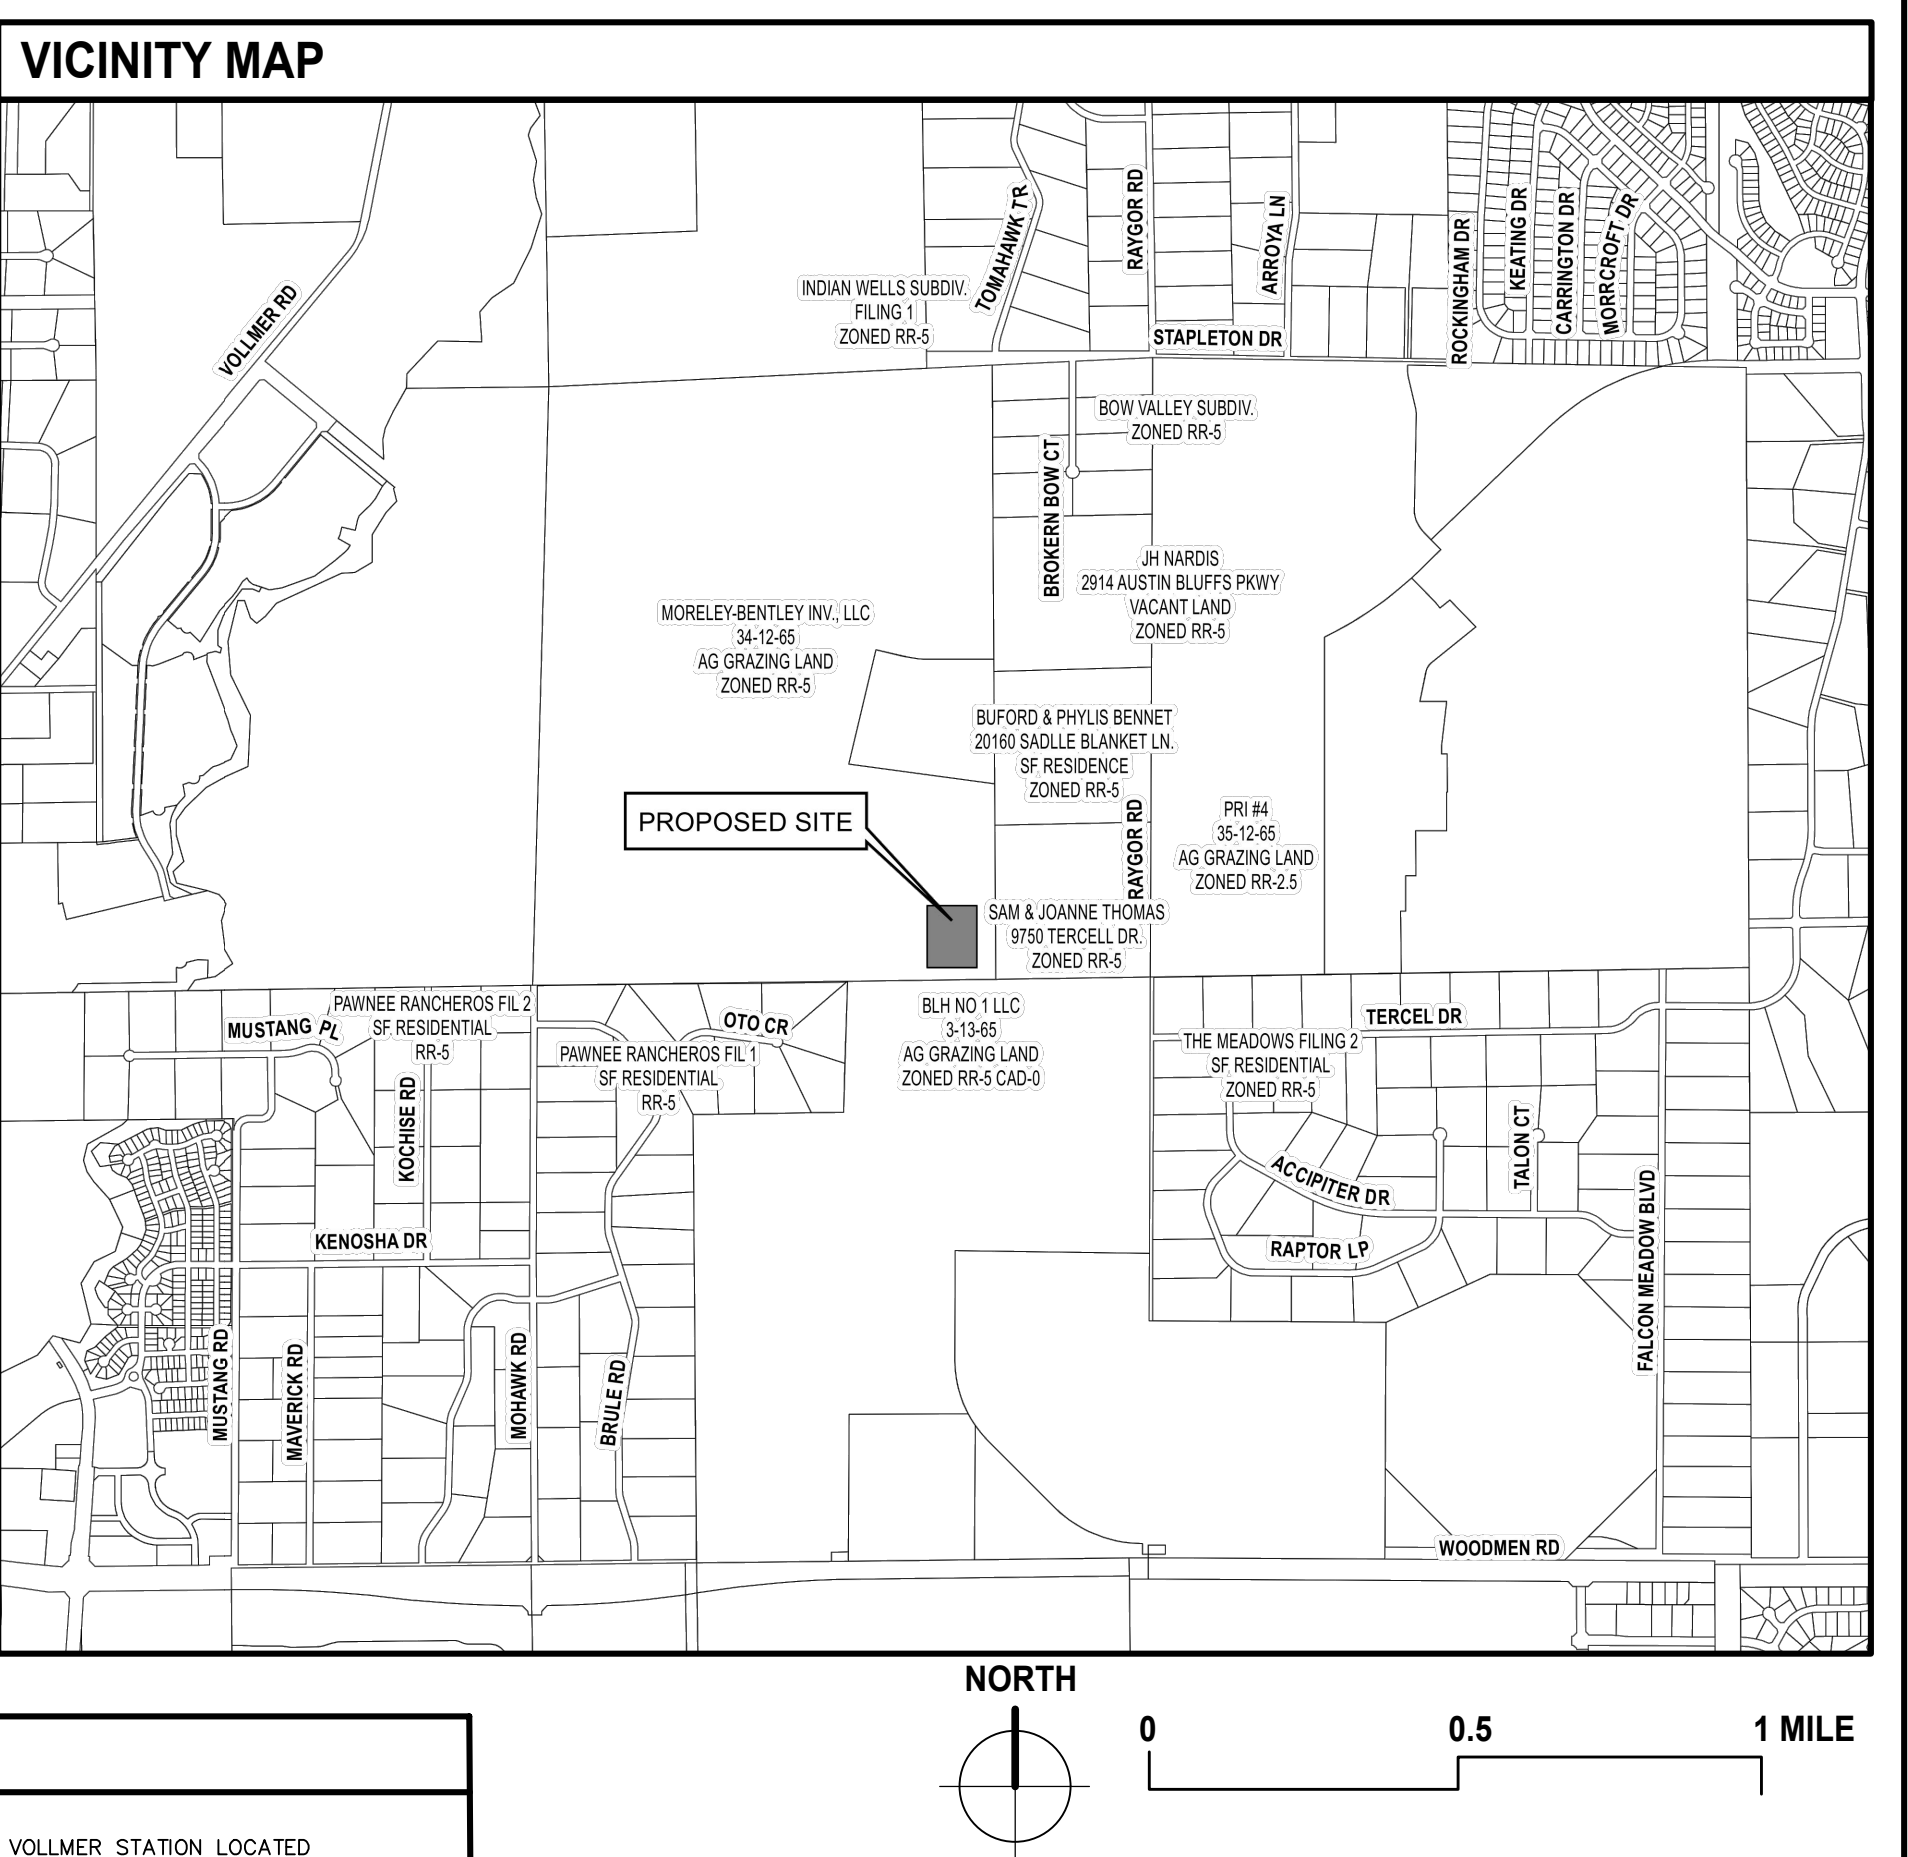 VICINITY MAP
VOLLMER RD
INDIAN WELLS SUBDIV.
FILING 1
ZONED RR-5
TOMAHAWK TR
RAYGOR RD
ARROYA LN
STAPLETON DR
ROCKINGHAM DR
KEATING DR
CARRINGTON DR
MORRCROFT DR
BOW VALLEY SUBDIV.
ZONED RR-5
BROKERN BOW CT
JH NARDIS
2914 AUSTIN BLUFFS PKWY
VACANT LAND
ZONED RR-5
MORELEY-BENTLEY INV., LLC
34-12-65
AG GRAZING LAND
ZONED RR-5
BUFORD & PHYLIS BENNET
20160 SADLLE BLANKET LN.
SF RESIDENCE
ZONED RR-5
PROPOSED SITE
RAYGOR RD
PRI #4
35-12-65
AG GRAZING LAND
ZONED RR-2.5
SAM & JOANNE THOMAS
9750 TERCELL DR.
ZONED RR-5
PAWNEE RANCHEROS FIL 2
SF RESIDENTIAL
RR-5
MUSTANG PL
OTO CR
PAWNEE RANCHEROS FIL 1
SF RESIDENTIAL
RR-5
BLH NO 1 LLC
3-13-65
AG GRAZING LAND
ZONED RR-5 CAD-0
TERCEL DR
THE MEADOWS FILING 2
SF RESIDENTIAL
ZONED RR-5
KOCHISE RD
TALON CT
ACCIPITER DR
KENOSHA DR
RAPTOR LP
FALCON MEADOW BLVD
MUSTANG RD
MAVERICK RD
MOHAWK RD
BRULE RD
WOODMEN RD
NORTH
0 0.5 1 MILE
VOLLMER STATION LOCATED